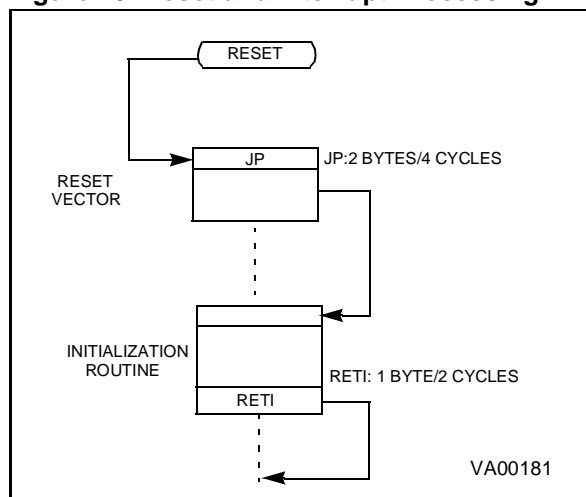 RESET
JP
JP:2 BYTES/4 CYCLES
RESET
VECTOR
INITIALIZATION
ROUTINE
RETI: 1 BYTE/2 CYCLES
RETI
VA00181